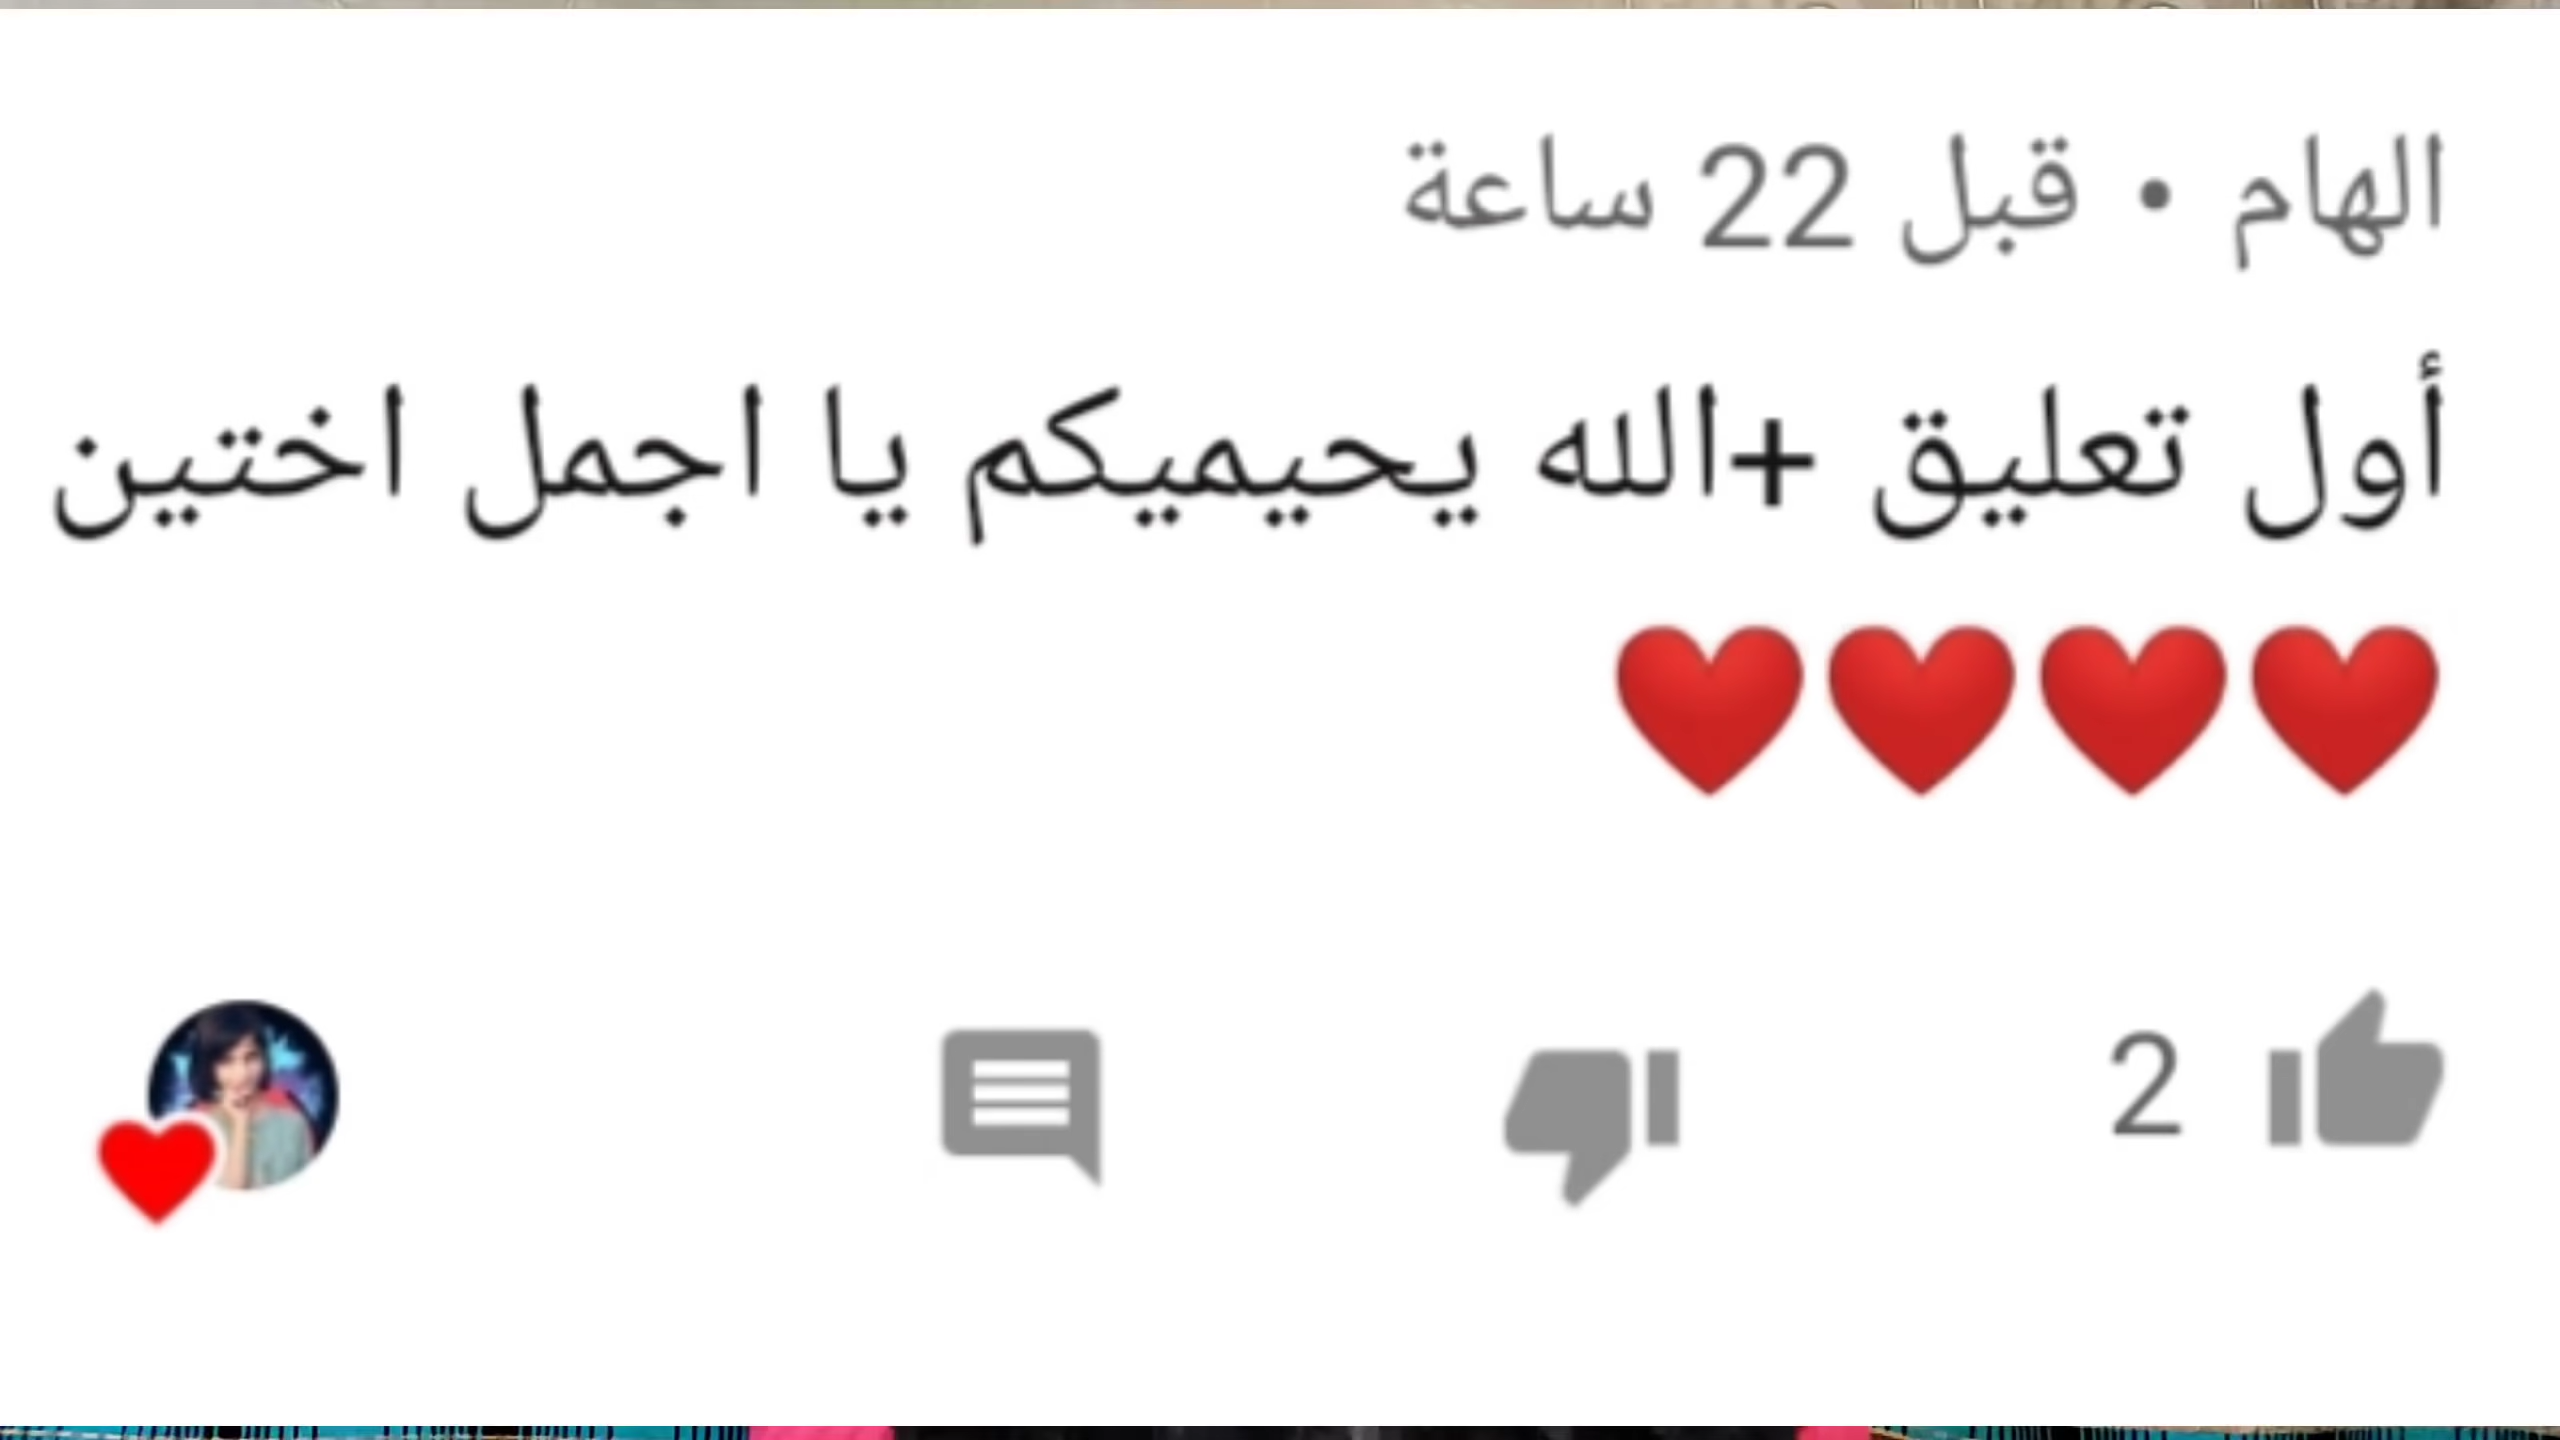 الهام • قبل 22 ساعة
أول تعليق +الله يحيميكم يا اجمل اختين
❤️❤️❤️❤️
2